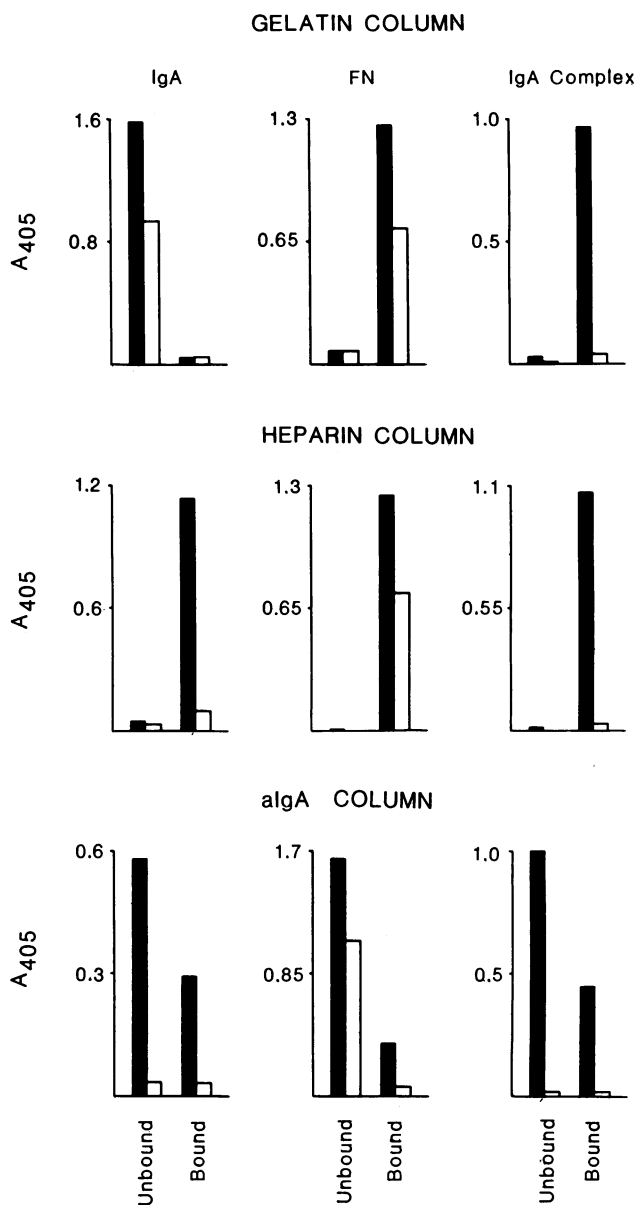 GELATIN COLUMN
IgA FN IgA Complex
1.6 1.3 1.0
A405
0.8 0.65 0.5
HEPARIN COLUMN
1.2 1.3 1.1
A405
0.6 0.65 0.55
aIgA COLUMN
0.6 1.7 1.0
A405
0.3 0.85 0.5
Unbound Bound Unbound Bound Unbound Bound